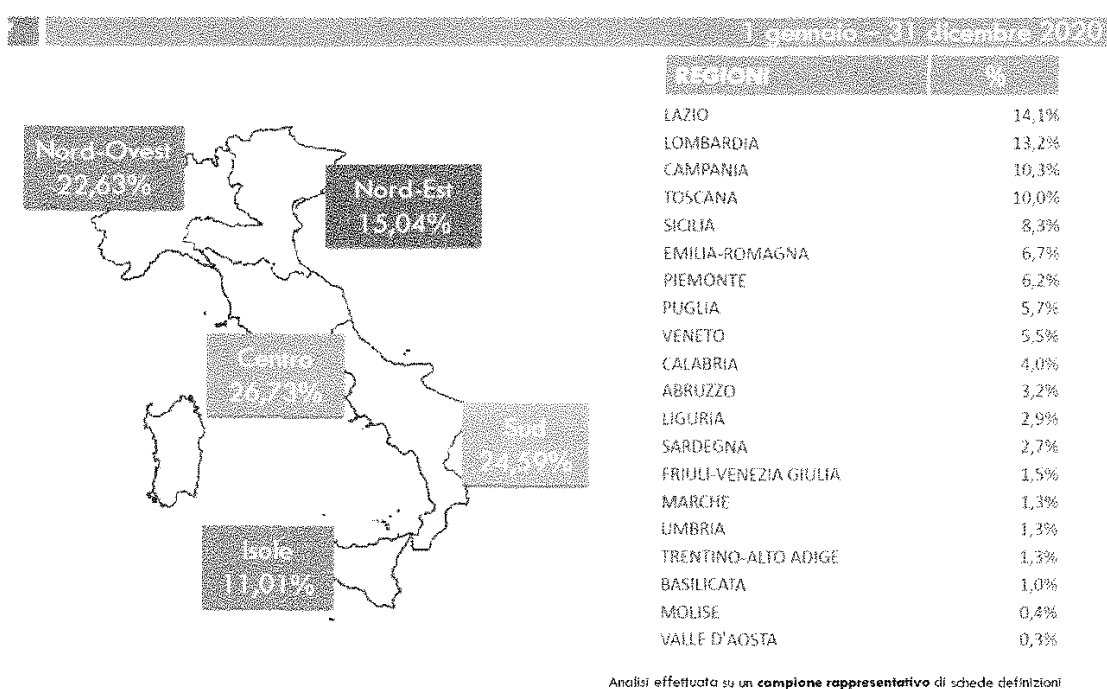 1 gennaio – 31 dicembre 2020
Nord-Ovest
22,63%
Nord-Est
15,04%
Centro
26,73%
Sud
24,59%
Isole
11,01%
REGIONI %
LAZIO 14,1%
LOMBARDIA 13,2%
CAMPANIA 10,3%
TOSCANA 10,0%
SICILIA 8,3%
EMILIA-ROMAGNA 6,7%
PIEMONTE 6,2%
PUGLIA 5,7%
VENETO 5,5%
CALABRIA 4,0%
ABRUZZO 3,2%
LIGURIA 2,9%
SARDEGNA 2,7%
FRIULI-VENEZIA GIULIA 1,5%
MARCHE 1,3%
UMBRIA 1,3%
TRENTINO-ALTO ADIGE 1,3%
BASILICATA 1,0%
MOLISE 0,4%
VALLE D'AOSTA 0,3%
Analisi effettuata su un campione rappresentativo di schede definizioni